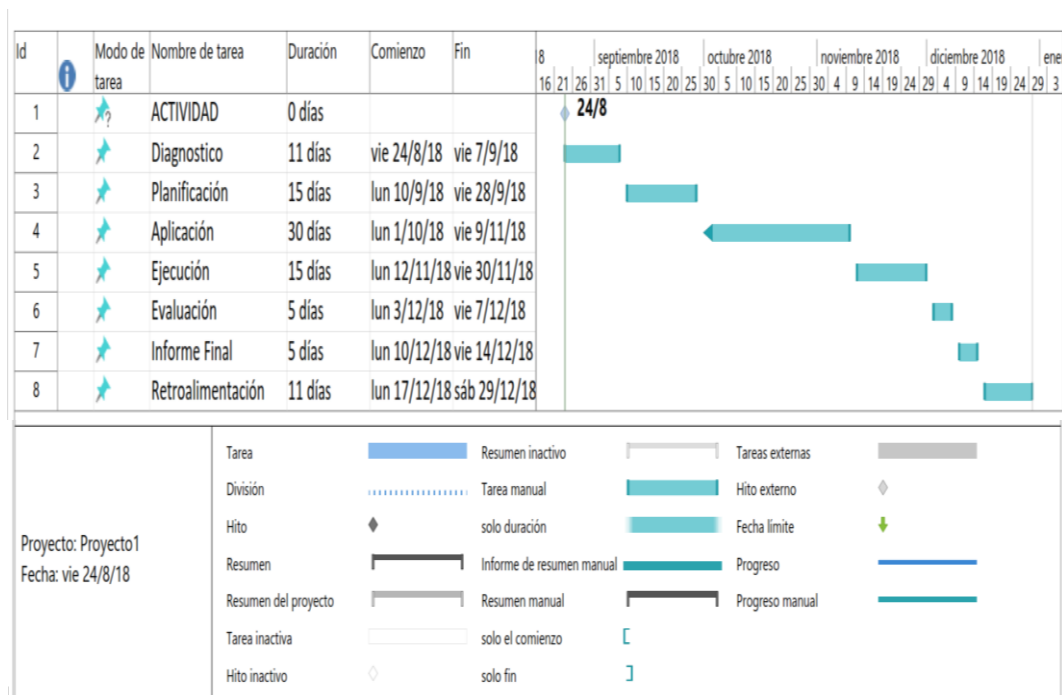 Id Modo de tarea Nombre de tarea Duración Comienzo Fin
8 septiembre 2018 octubre 2018 noviembre 2018 diciembre 2018 ene
16 21 26 31 5 10 15 20 25 30 5 10 15 20 25 30 4 9 14 19 24 29 4 9 14 19 24 29 3
1 ? ACTIVIDAD 0 días 24/8
2 Diagnostico 11 días vie 24/8/18 vie 7/9/18
3 Planificación 15 días lun 10/9/18 vie 28/9/18
4 Aplicación 30 días lun 1/10/18 vie 9/11/18
5 Ejecución 15 días lun 12/11/18 vie 30/11/18
6 Evaluación 5 días lun 3/12/18 vie 7/12/18
7 Informe Final 5 días lun 10/12/18 vie 14/12/18
8 Retroalimentación 11 días lun 17/12/18 sáb 29/12/18
Proyecto: Proyecto1
Fecha: vie 24/8/18
Tarea
División
Hito
Resumen
Resumen del proyecto
Tarea inactiva
Hito inactivo
Resumen inactivo
Tarea manual
solo duración
Informe de resumen manual
Resumen manual
solo el comienzo
solo fin
Tareas externas
Hito externo
Fecha límite
Progreso
Progreso manual